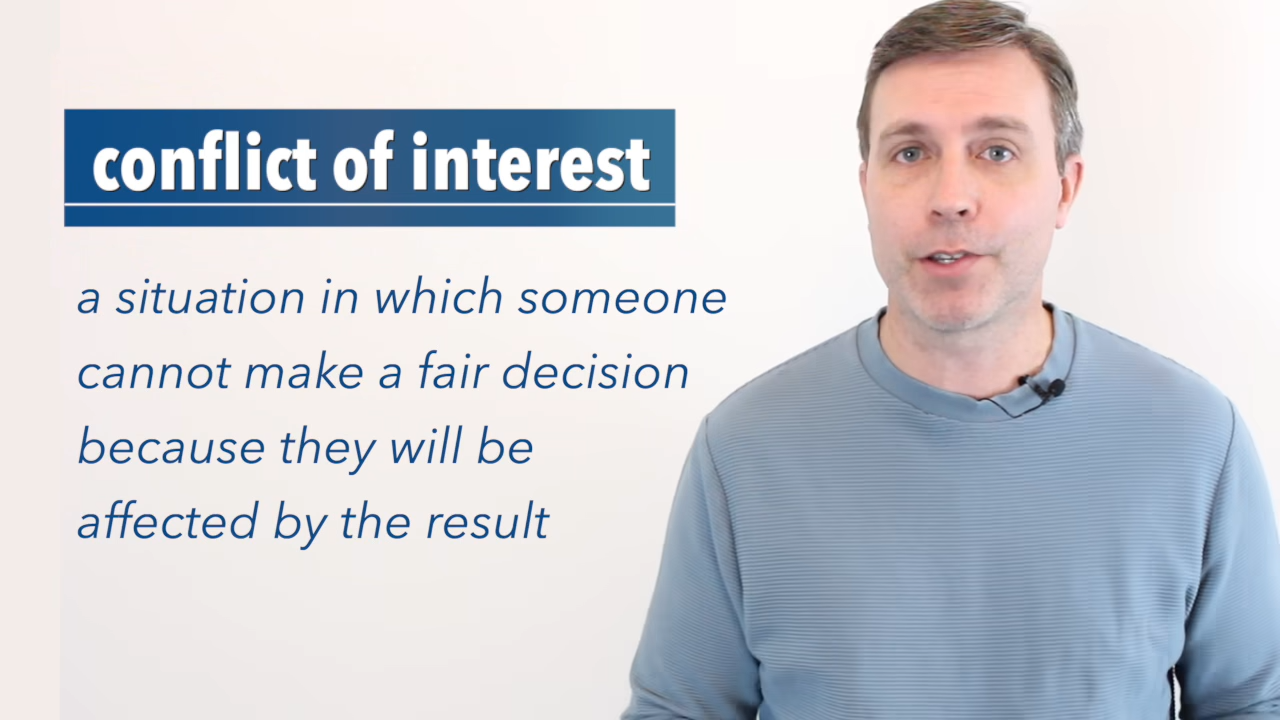 conflict of interest
a situation in which someone
cannot make a fair decision
because they will be
affected by the result